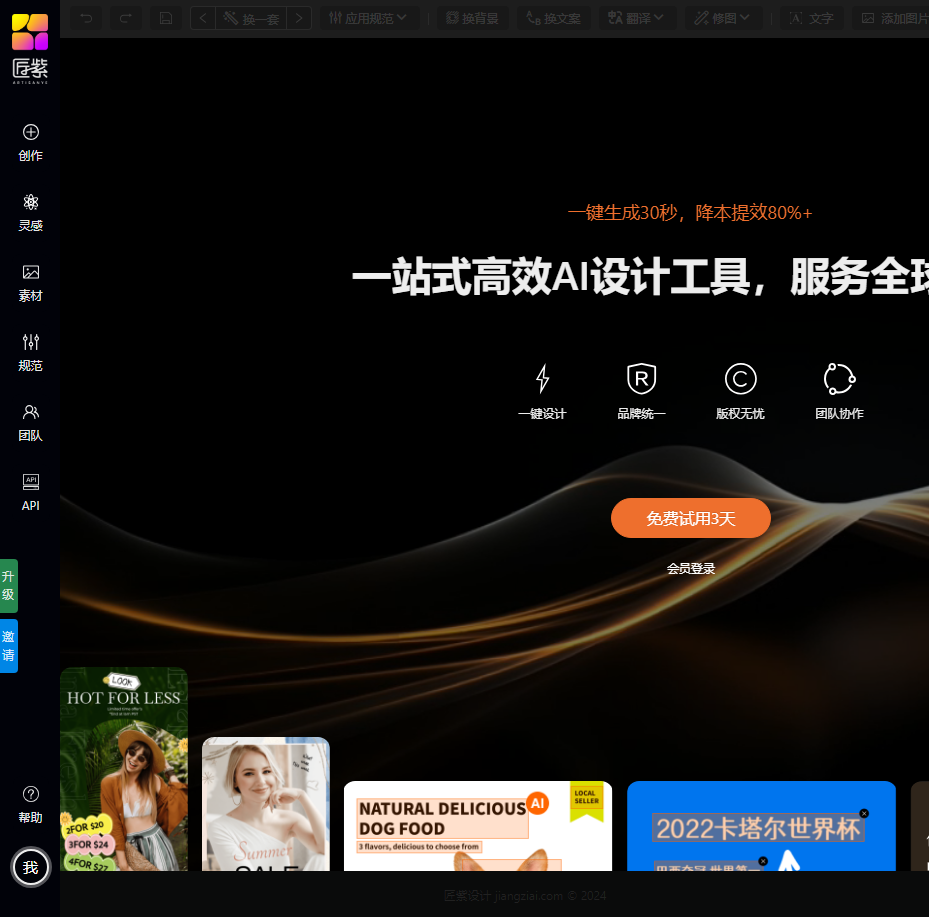 匠紫
ARTISANYS
创作
灵感
素材
规范
团队
API
升级
邀请
帮助
我
换一套
应用规范
换背景
换文案
翻译
修图
文字
添加图片
一键生成30秒，降本提效80%+
一站式高效AI设计工具，服务全球
一键设计
品牌统一
版权无忧
团队协作
免费试用3天
会员登录
LOOK
HOT FOR LESS
2FOR $20
3FOR $24
4FOR $27
Summer
SALE
NATURAL DELICIOUS
DOG FOOD
AI
LOCAL
SELLER
3 flavors, delicious to choose from
2022卡塔尔世界杯
匠紫设计 jiangziai.com © 2024